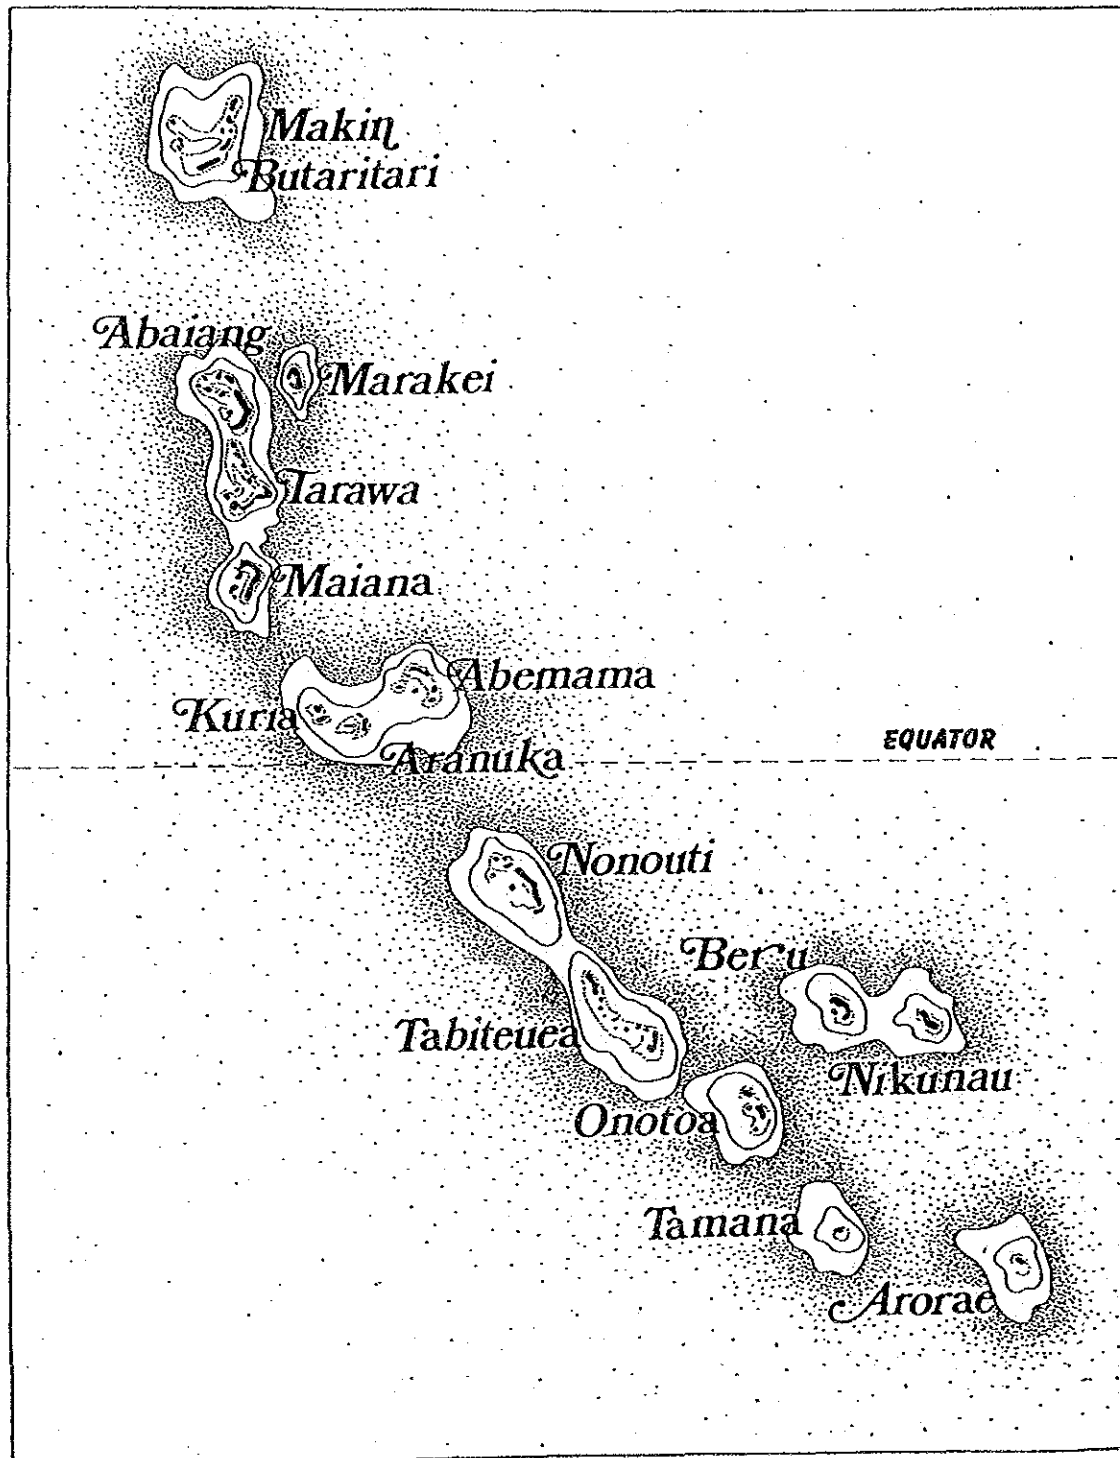 Makin
Butaritari
Abaiang
Marakei
Tarawa
Maiana
Abemama
Kuria
Aranuka
EQUATOR
Nonouti
Beru
Tabiteuea
Nikunau
Onotoa
Tamana
Arorae